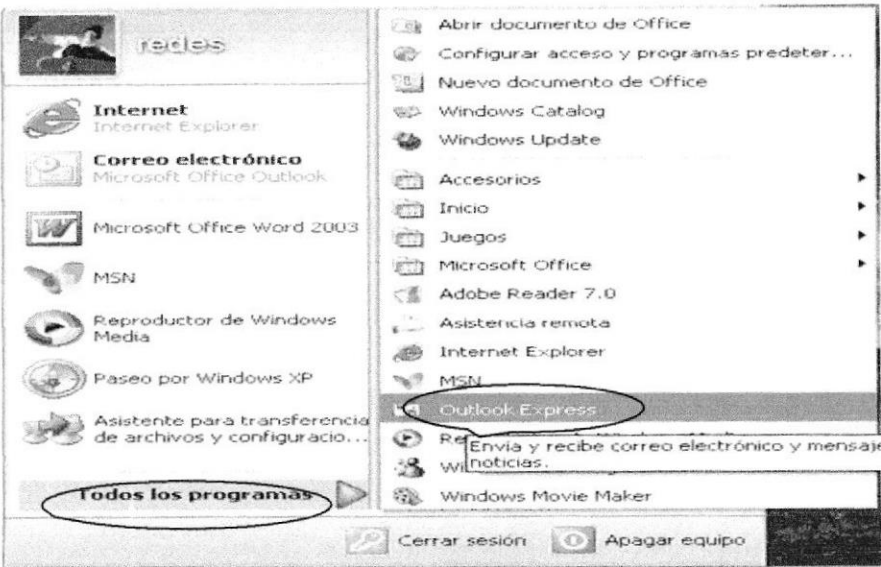 redes
Internet
Internet Explorer
Correo electrónico
Microsoft Office Outlook
Microsoft Office Word 2003
MSN
Reproductor de Windows
Media
Paseo por Windows XP
Asistente para transferencia
de archivos y configuracio...
Todos los programas
Abrir documento de Office
Configurar acceso y programas predeter...
Nuevo documento de Office
Windows Catalog
Windows Update
Accesorios
Inicio
Juegos
Microsoft Office
Adobe Reader 7.0
Asistencia remota
Internet Explorer
MSN
Outlook Express
Envía y recibe correo electrónico y mensaje
noticias.
Windows Movie Maker
Cerrar sesión
Apagar equipo